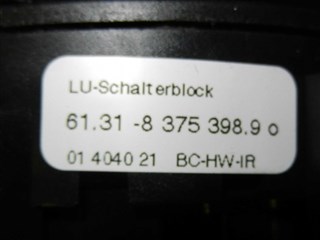 LU-Schalterblock
61.31 -8 375 398.9 o
01 4040 21 BC-HW-IR